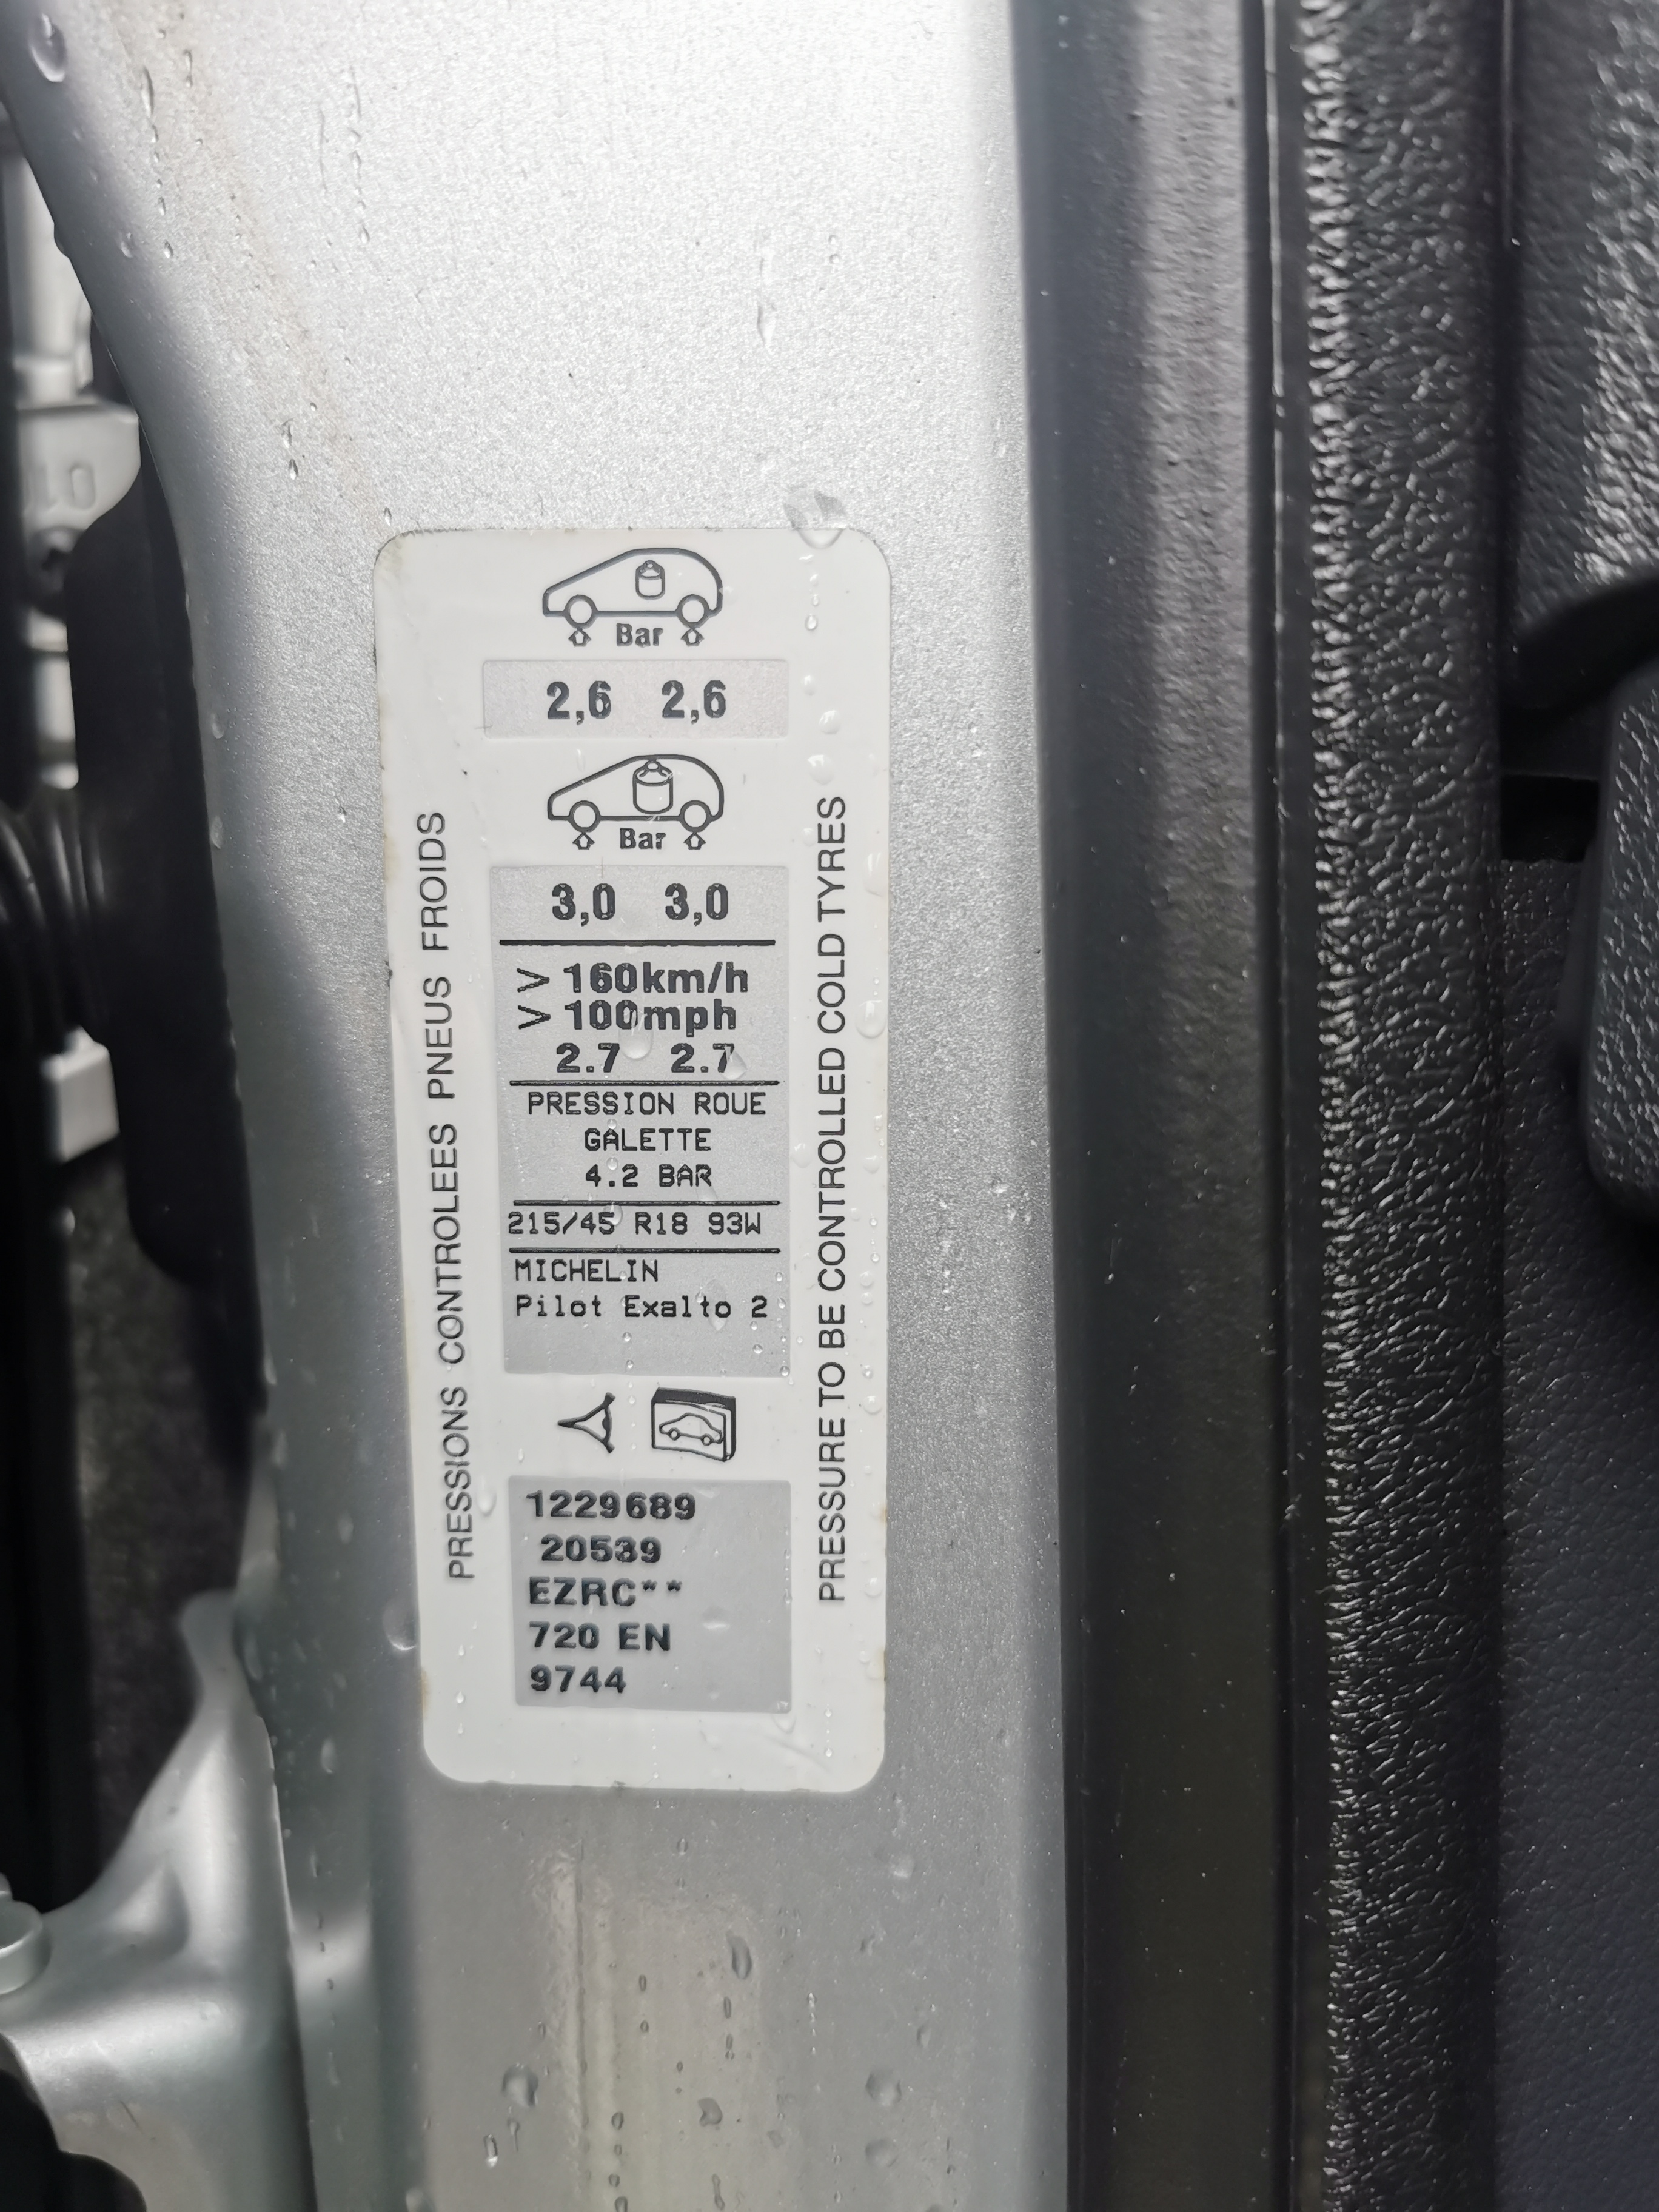 Bar
2,6 2,6
Bar
3,0 3,0
> 160km/h
> 100mph
2.7 2.7
PRESSION ROUE
GALETTE
4.2 BAR
215/45 R18 93W
MICHELIN
Pilot Exalto 2
1229689
20539
EZRC**
720 EN
9744
PRESSIONS CONTROLEES PNEUS FROIDS
PRESSURE TO BE CONTROLLED COLD TYRES